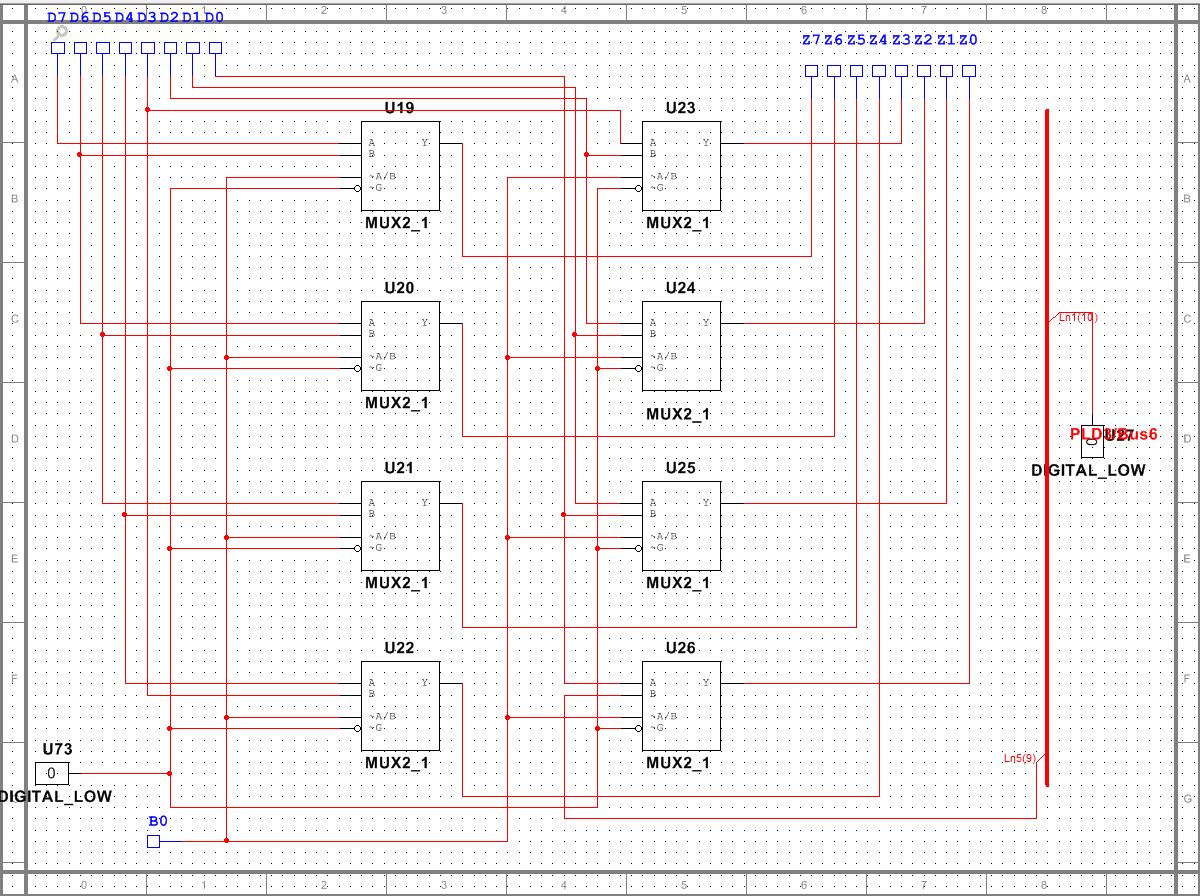 0 1 2 3 4 5 6 7 8
D7 D6 D5 D4 D3 D2 D1 D0
Z7 Z6 Z5 Z4 Z3 Z2 Z1 Z0
A A
U19 U23
A Y A Y
B B
~A/B ~A/B
~G ~G
B B
MUX2_1 MUX2_1
U20 U24
Ln1(10)
C C
A Y A Y
B B
~A/B ~A/B
~G ~G
MUX2_1 MUX2_1
D D
PLD3/Bus6
U27
0
DIGITAL_LOW
U21 U25
A Y A Y
B B
~A/B ~A/B
~G ~G
E E
MUX2_1 MUX2_1
U22 U26
F F
A Y A Y
B B
~A/B ~A/B
~G ~G
U73 MUX2_1 MUX2_1 Ln5(9)
0
DIGITAL_LOW
G
B0
0 1 2 3 4 5 6 7 8